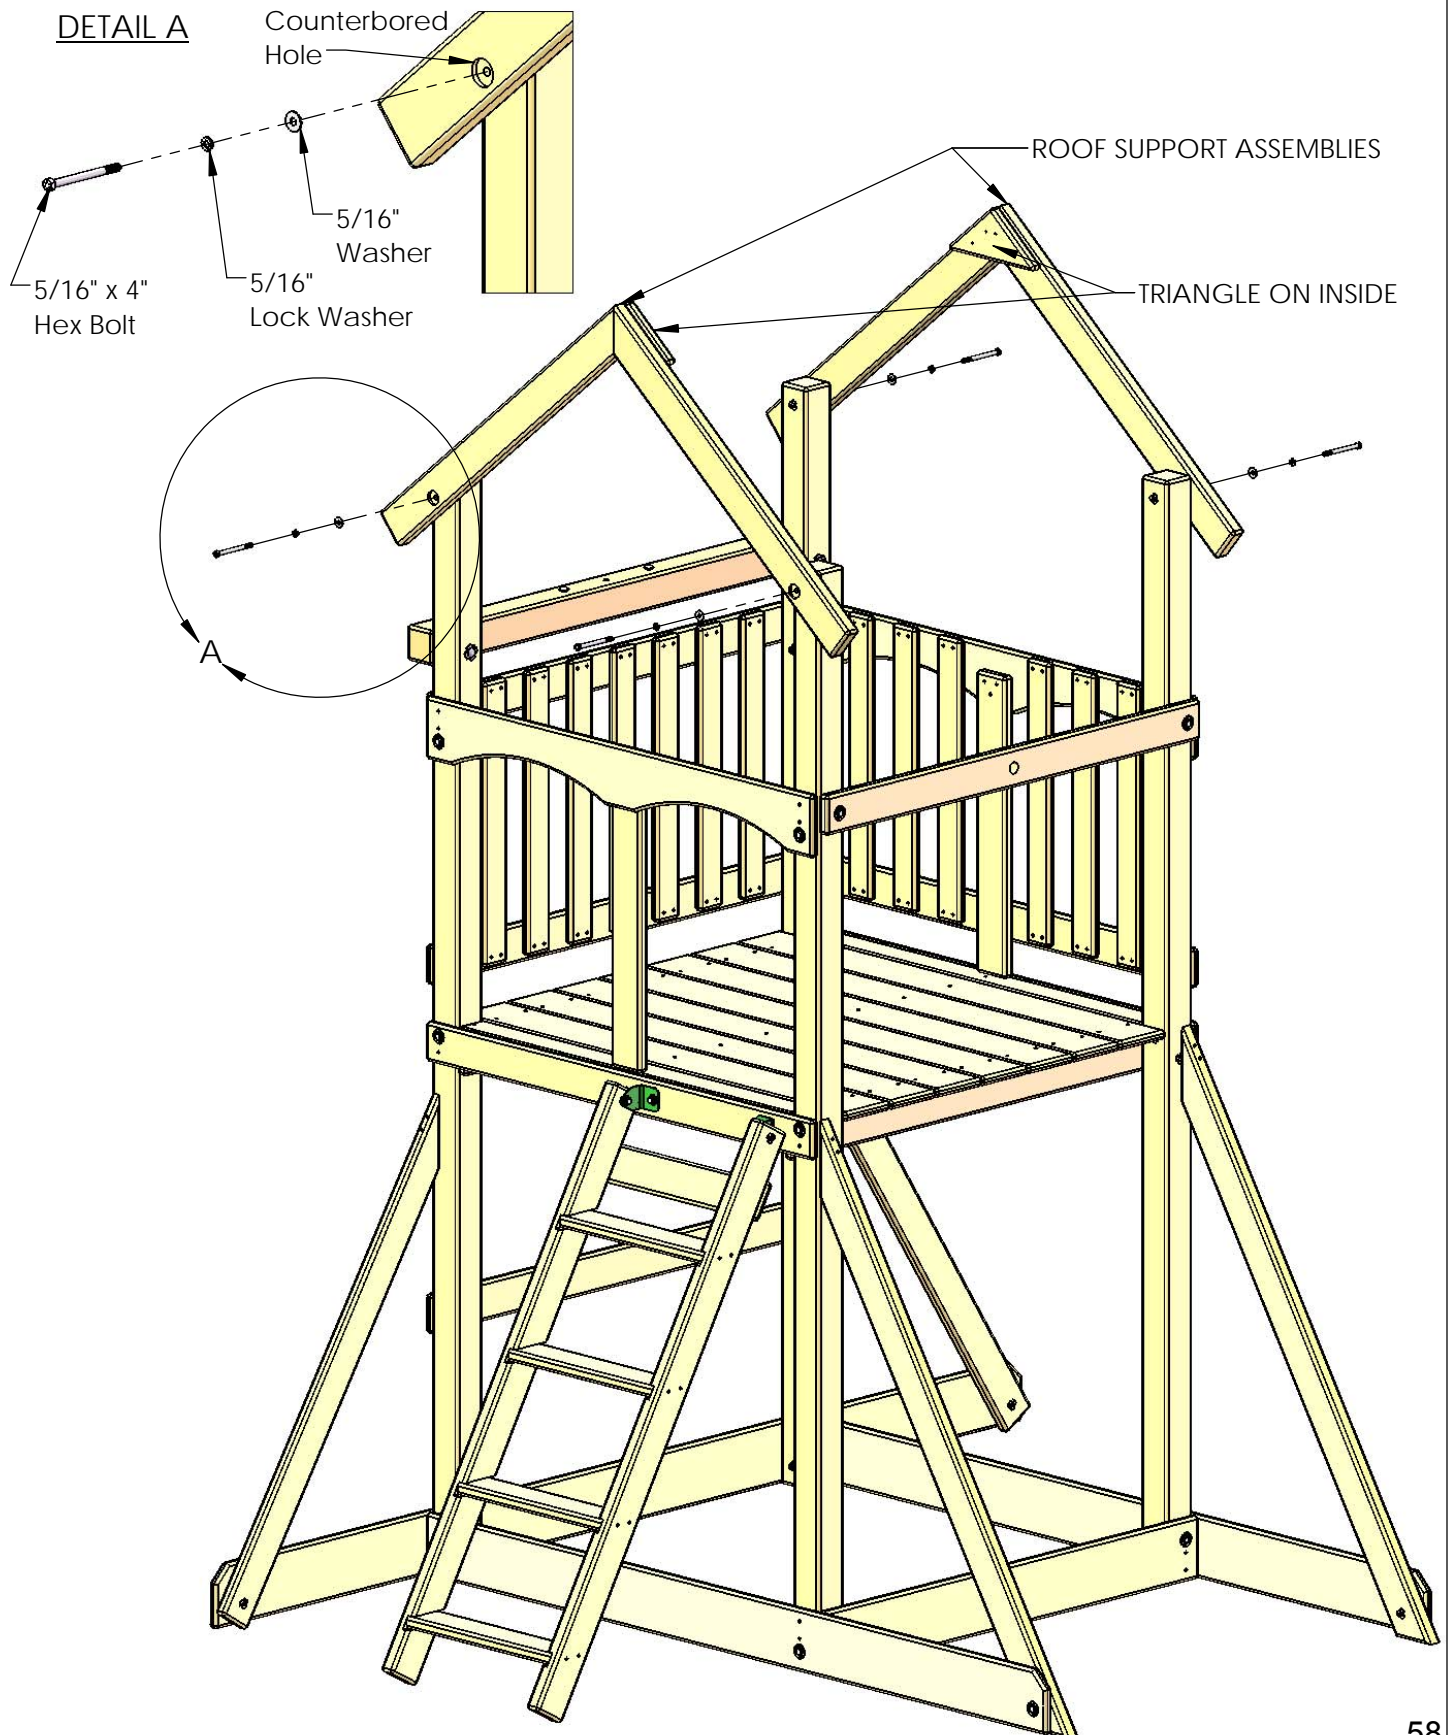 DETAIL A
Counterbored
Hole
5/16"
Washer
5/16" x 4"
Hex Bolt
5/16"
Lock Washer
ROOF SUPPORT ASSEMBLIES
TRIANGLE ON INSIDE
A
58